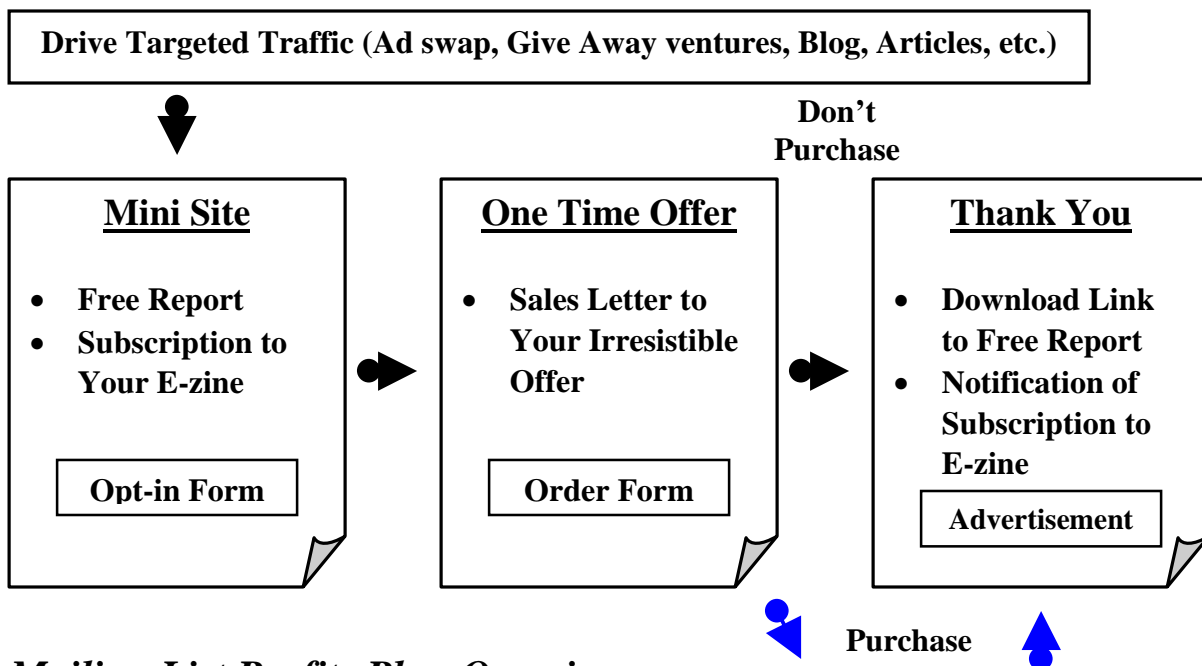 Drive Targeted Traffic (Ad swap, Give Away ventures, Blog, Articles, etc.)
Don’t
Purchase
Mini Site
• Free Report
• Subscription to
Your E-zine
Opt-in Form
One Time Offer
• Sales Letter to
Your Irresistible
Offer
Order Form
Thank You
• Download Link
to Free Report
• Notification of
Subscription to
E-zine
Advertisement
Purchase